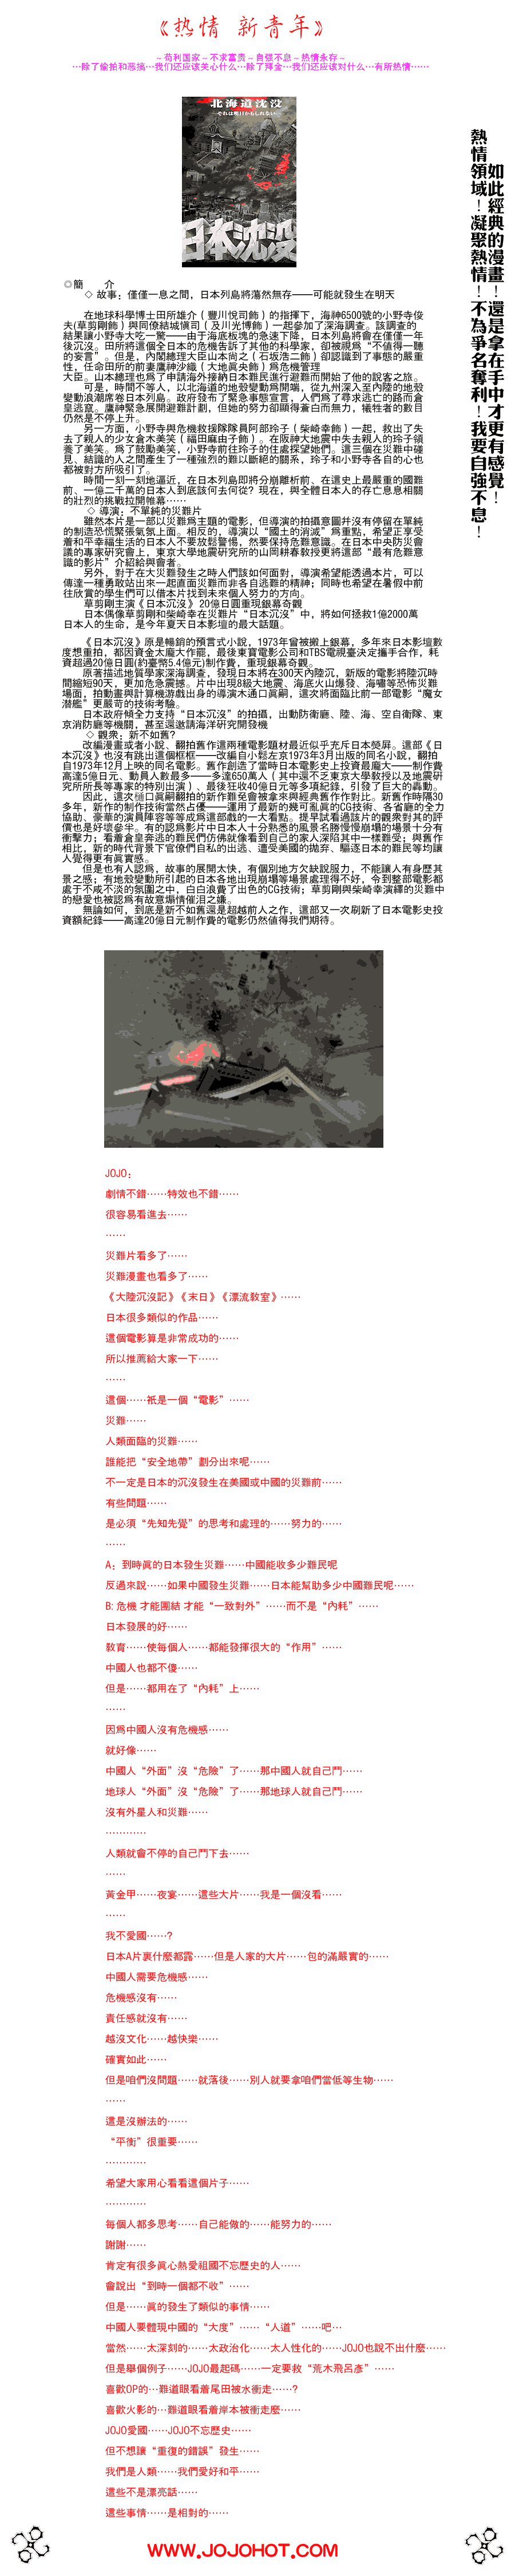 《热情 新青年》
~苟利国家~不求富贵~自强不息~热情永存~
…除了偷拍和恶搞…我们还应该关心什么…除了拜金…我们还应该对什么…有所热情……
北海道沈没
—それは明日かもしれない…
日本沈没
如此經典的漫畫！還是拿在手中才更有感覺！
熱情領域！凝聚熱情！不為爭名奪利！我要自強不息！
◎簡 介
◇ 故事：僅僅一息之間，日本列島將蕩然無存——可能就發生在明天
在地球科學博士田所雄介（豐川悅司飾）的指揮下，海神6500號的小野寺俊
夫(草剪剛飾）與同僚結城慎司（及川光博飾）一起參加了深海調查。該調查的
結果讓小野寺大吃一驚——由于海底板塊的急速下降，日本列島將會在僅僅一年
後沉沒。田所將這個全日本的危機告訴了其他的科學家，卻被視爲“不值得一聽
的妄言”。但是，內閣總理大臣山本尚之（石坂浩二飾）卻認識到了事態的嚴重
性，任命田所的前妻鷹神沙織（大地眞央飾）爲危機管理
大臣。山本總理也爲了申請海外接納日本難民進行避難而開始了他的說客之旅。
可是，時間不等人，以北海道的地殼變動爲開端，從九州深入至內陸的地殼
變動浪潮席卷日本列島。政府發布了緊急事態宣言，人們爲了尋求逃亡的路而倉
皇逃竄。鷹神緊急展開避難計劃，但她的努力卻顯得蒼白而無力，犧牲者的數目
仍然是不停上升。
另一方面，小野寺與危機救援隊隊員阿部玲子（柴崎幸飾）一起，救出了失
去了親人的少女倉木美笑（福田麻由子飾）。在阪神大地震中失去親人的玲子領
養了美笑。爲了鼓勵美笑，小野寺前往玲子的住處探望她們。這三個在災難中碰
見、結識的人之間產生了一種強烈的難以斷絕的關系，玲子和小野寺各自的心也
都被對方所吸引了。
時間一刻一刻地逼近，在日本列島即將分崩離析前、在這史上最嚴重的國難
前、一億二千萬的日本人到底該何去何從？現在，與全體日本人的存亡息息相關
的壯烈的挑戰拉開帷幕……
◇ 導演：不單純的災難片
雖然本片是一部以災難爲主題的電影，但導演的拍攝意圖并沒有停留在單純
的制造恐慌緊張氣氛上面。相反的，導演以“國土的消滅”爲重點，希望正享受
着和平幸福生活的日本人不要放鬆警惕，然要保持危難意識。在日本中央防災會
議的專家研究會上，東京大學地震研究所的山岡耕春教授更將這部“最有危難意
識的影片”介紹給與會者。
另外，對于在大災難發生之時人們該如何面對，導演希望能透過本片，可以
傳達一種勇敢站出來一起直面災難而非各自逃難的精神；同時也希望在暑假中前
往欣賞的學生們可以借本片找到未來個人努力的方向。
草剪剛主演《日本沉沒》20億日圓重現銀幕奇觀
日本偶像草剪剛和柴崎幸在災難片“日本沉沒”中，將如何拯救1億2000萬
日本人的生命，是今年夏天日本影壇的最大話題。
《日本沉沒》原是暢銷的預言式小說，1973年曾被搬上銀幕，多年來日本影壇數
度想重拍，都因資金太龐大作罷，最後東寶電影公司和TBS電視臺決定攜手合作，耗
資超過20億日圓(約臺幣5.4億元)制作費，重現銀幕奇觀。
原著描述地質學家深海調查，發現日本將在300天內陸沉，新版的電影將陸沉時
間縮短90天，更加危急震撼。片中出現8級大地震、海底火山爆發、海嘯等恐怖災難
場面，拍動畫與計算機游戲出身的導演木通口眞嗣，這次將面臨比前一部電影“魔女
潛艦”更嚴苛的技術考驗。
日本政府傾全力支持“日本沉沒”的拍攝，出動防衛廳、陸、海、空自衛隊、東
京消防廳等機關，甚至還邀請海洋研究開發機
◇ 觀衆：新不如舊？
改編漫畫或者小說、翻拍舊作這兩種電影題材最近似乎充斥日本熒屏。這部《日
本沉沒》也沒有跳出這個框框——改編自小松左京1973年3月出版的同名小說，翻拍
自1973年12月上映的同名電影。舊作創造了當時日本電影史上投資最龐大——制作費
高達5億日元、動員人數最多——多達650萬人（其中還不乏東京大學教授以及地震研
究所所長等專家的特別出演）、最後狂收40億日元等多項紀錄，引發了巨大的轟動。
因此，這次樋口眞嗣翻拍的新作難免會被拿來與經典舊作作對比。新舊作時隔30
多年，新作的制作技術當然占優——運用了最新的幾可亂眞的CG技術、各省廳的全力
協助、豪華的演員陣容等等成爲這部戲的一大看點。提早試看過該片的觀衆對其的評
價也是好壞參半。有的認爲影片中日本人十分熟悉的風景名勝慢慢崩塌的場景十分有
衝擊力；看着倉皇奔逃的難民們仿佛就像看到自己的家人深陷其中一樣難受；與舊作
相比，新的時代背景下官僚們自私的出逃、遭受美國的拋弃、驅逐日本的難民等均讓
人覺得更有眞實感。
但是也有人認爲，故事的展開太快，有個別地方欠缺說服力，不能讓人有身歷其
景之感；有地殼變動所引起的日本各地出現崩塌等場景處理得不好，令到整部電影都
處于不咸不淡的氛圍之中，白白浪費了出色的CG技術；草剪剛與柴崎幸演繹的災難中
的戀愛也被認爲有故意煽情催泪之嫌。
無論如何，到底是新不如舊還是超越前人之作，這部又一次刷新了日本電影史投
資額紀錄——高達20億日元制作費的電影仍然值得我們期待。
JOJO：
劇情不錯……特效也不錯……
很容易看進去……
……
災難片看多了……
災難漫畫也看多了……
《大陸沉沒記》《末日》《漂流敎室》……
日本很多類似的作品……
這個電影算是非常成功的……
所以推薦給大家一下……
……
這個……衹是一個“電影”……
災難……
人類面臨的災難……
誰能把“安全地帶”劃分出來呢……
不一定是日本的沉沒發生在美國或中國的災難前……
有些問題……
是必須“先知先覺”的思考和處理的……努力的……
……
A：到時眞的日本發生災難……中國能收多少難民呢
反過來說……如果中國發生災難……日本能幫助多少中國難民呢……
B: 危機 才能團結 才能“一致對外”……而不是“內耗”……
日本發展的好……
敎育……使每個人……都能發揮很大的“作用”……
中國人也都不傻……
但是……都用在了“內耗”上……
……
因爲中國人沒有危機感……
就好像……
中國人“外面”沒“危險”了……那中國人就自己鬥……
地球人“外面”沒“危險”了……那地球人就自己鬥……
沒有外星人和災難……
…………
人類就會不停的自己鬥下去……
……
黃金甲……夜宴……這些大片……我是一個沒看……
……
我不愛國……?
日本A片裏什麼都露……但是人家的大片……包的滿嚴實的……
中國人需要危機感……
危機感沒有……
責任感就沒有……
越沒文化……越快樂……
確實如此……
但是咱們沒問題……就落後……別人就要拿咱們當低等生物……
……
這是沒辦法的……
“平衡”很重要……
…………
希望大家用心看看這個片子……
…………
每個人都多思考……自己能做的……能努力的……
謝謝……
肯定有很多眞心熱愛祖國不忘歷史的人……
會說出“到時一個都不收”……
但是……眞的發生了類似的事情……
中國人要體現中國的“大度”……“人道”……吧…
當然……太深刻的……太政治化……太人性化的……JOJO也說不出什麼……
但是舉個例子……JOJO最起碼……一定要救“荒木飛呂彥”……
喜歡OP的…難道眼看着尾田被水衝走……?
喜歡火影的…難道眼看着岸本被衝走麼……
JOJO愛國……JOJO不忘歷史……
但不想讓“重復的錯誤”發生……
我們是人類……我們愛好和平……
這些不是漂亮話……
這些事情……是相對的……
WWW.JOJOHOT.COM